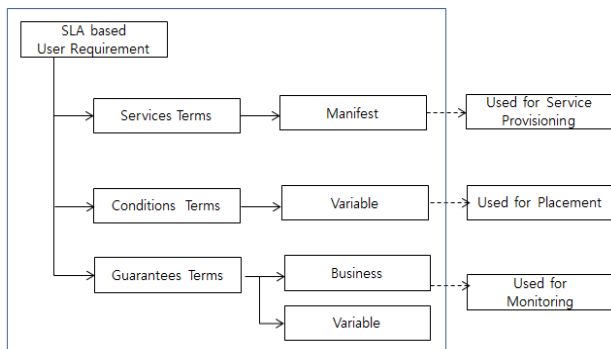 SLA based
User Requirement
Services Terms
Manifest
Used for Service
Provisioning
Conditions Terms
Variable
Used for Placement
Guarantees Terms
Business
Used for
Monitoring
Variable